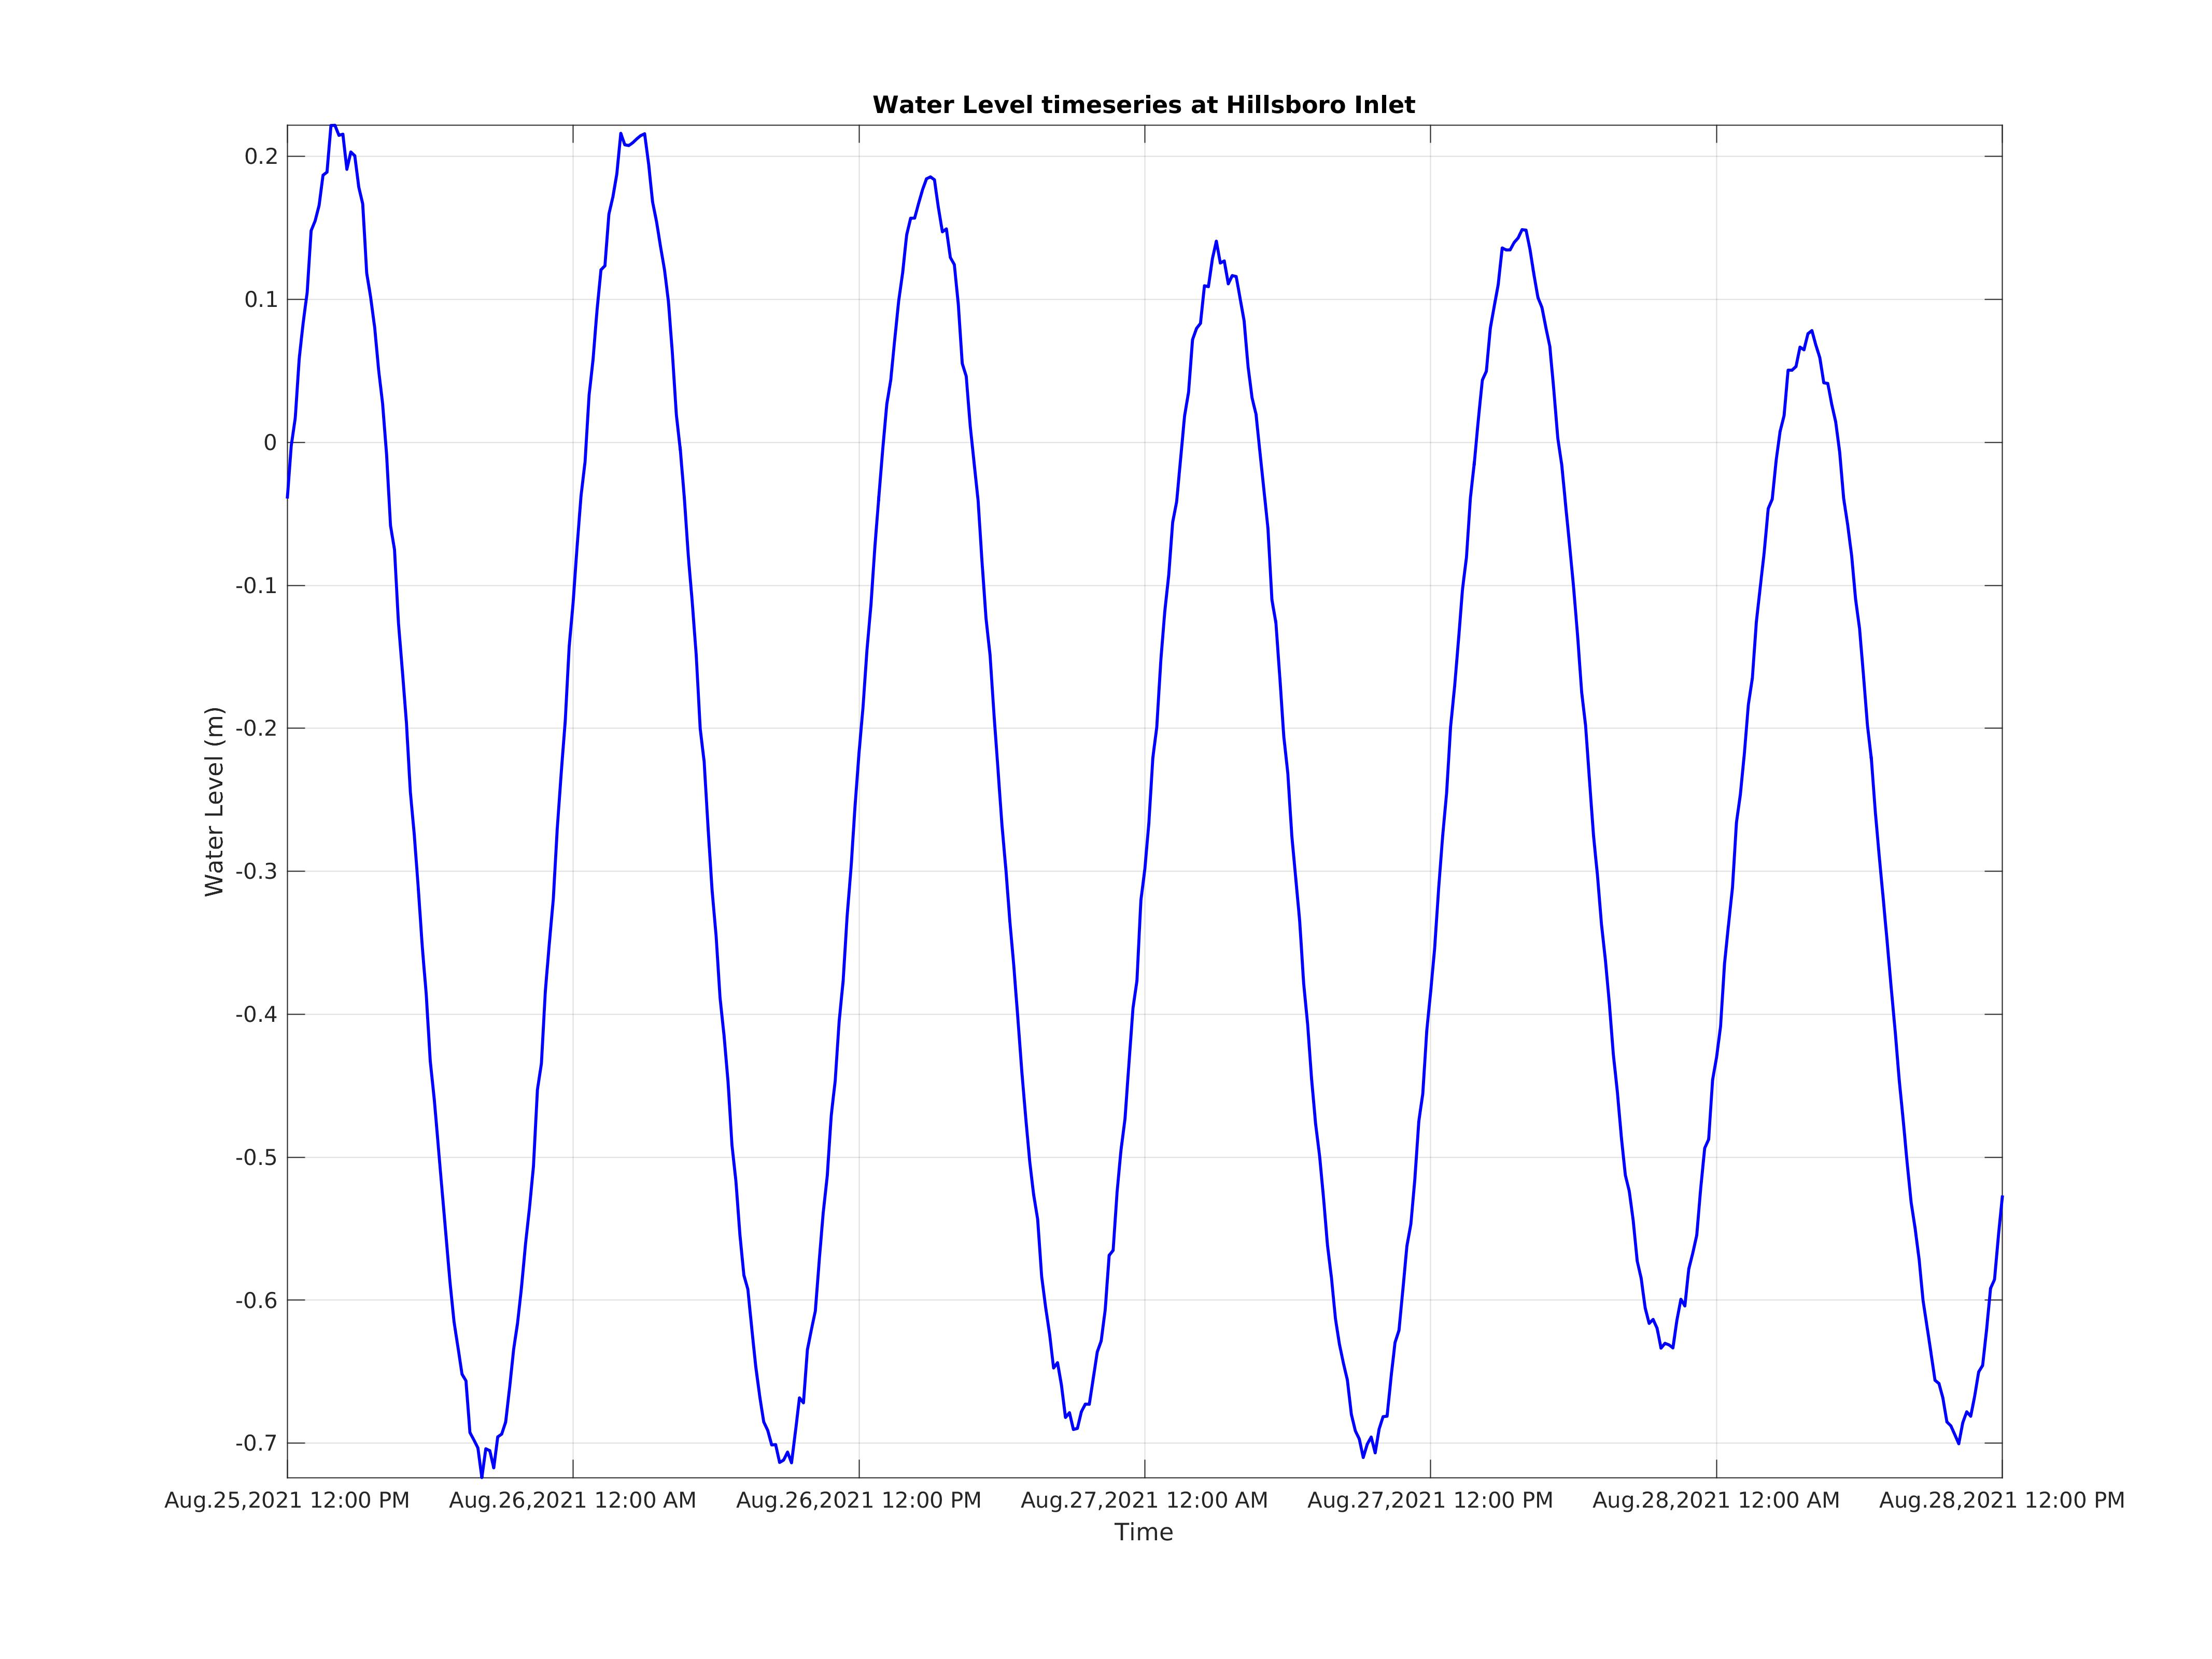 Water Level timeseries at Hillsboro Inlet
0.2
0.1
0
-0.1
-0.2
-0.3
-0.4
-0.5
-0.6
-0.7
Water Level (m)
Aug.25,2021 12:00 PM
Aug.26,2021 12:00 AM
Aug.26,2021 12:00 PM
Aug.27,2021 12:00 AM
Aug.27,2021 12:00 PM
Aug.28,2021 12:00 AM
Aug.28,2021 12:00 PM
Time